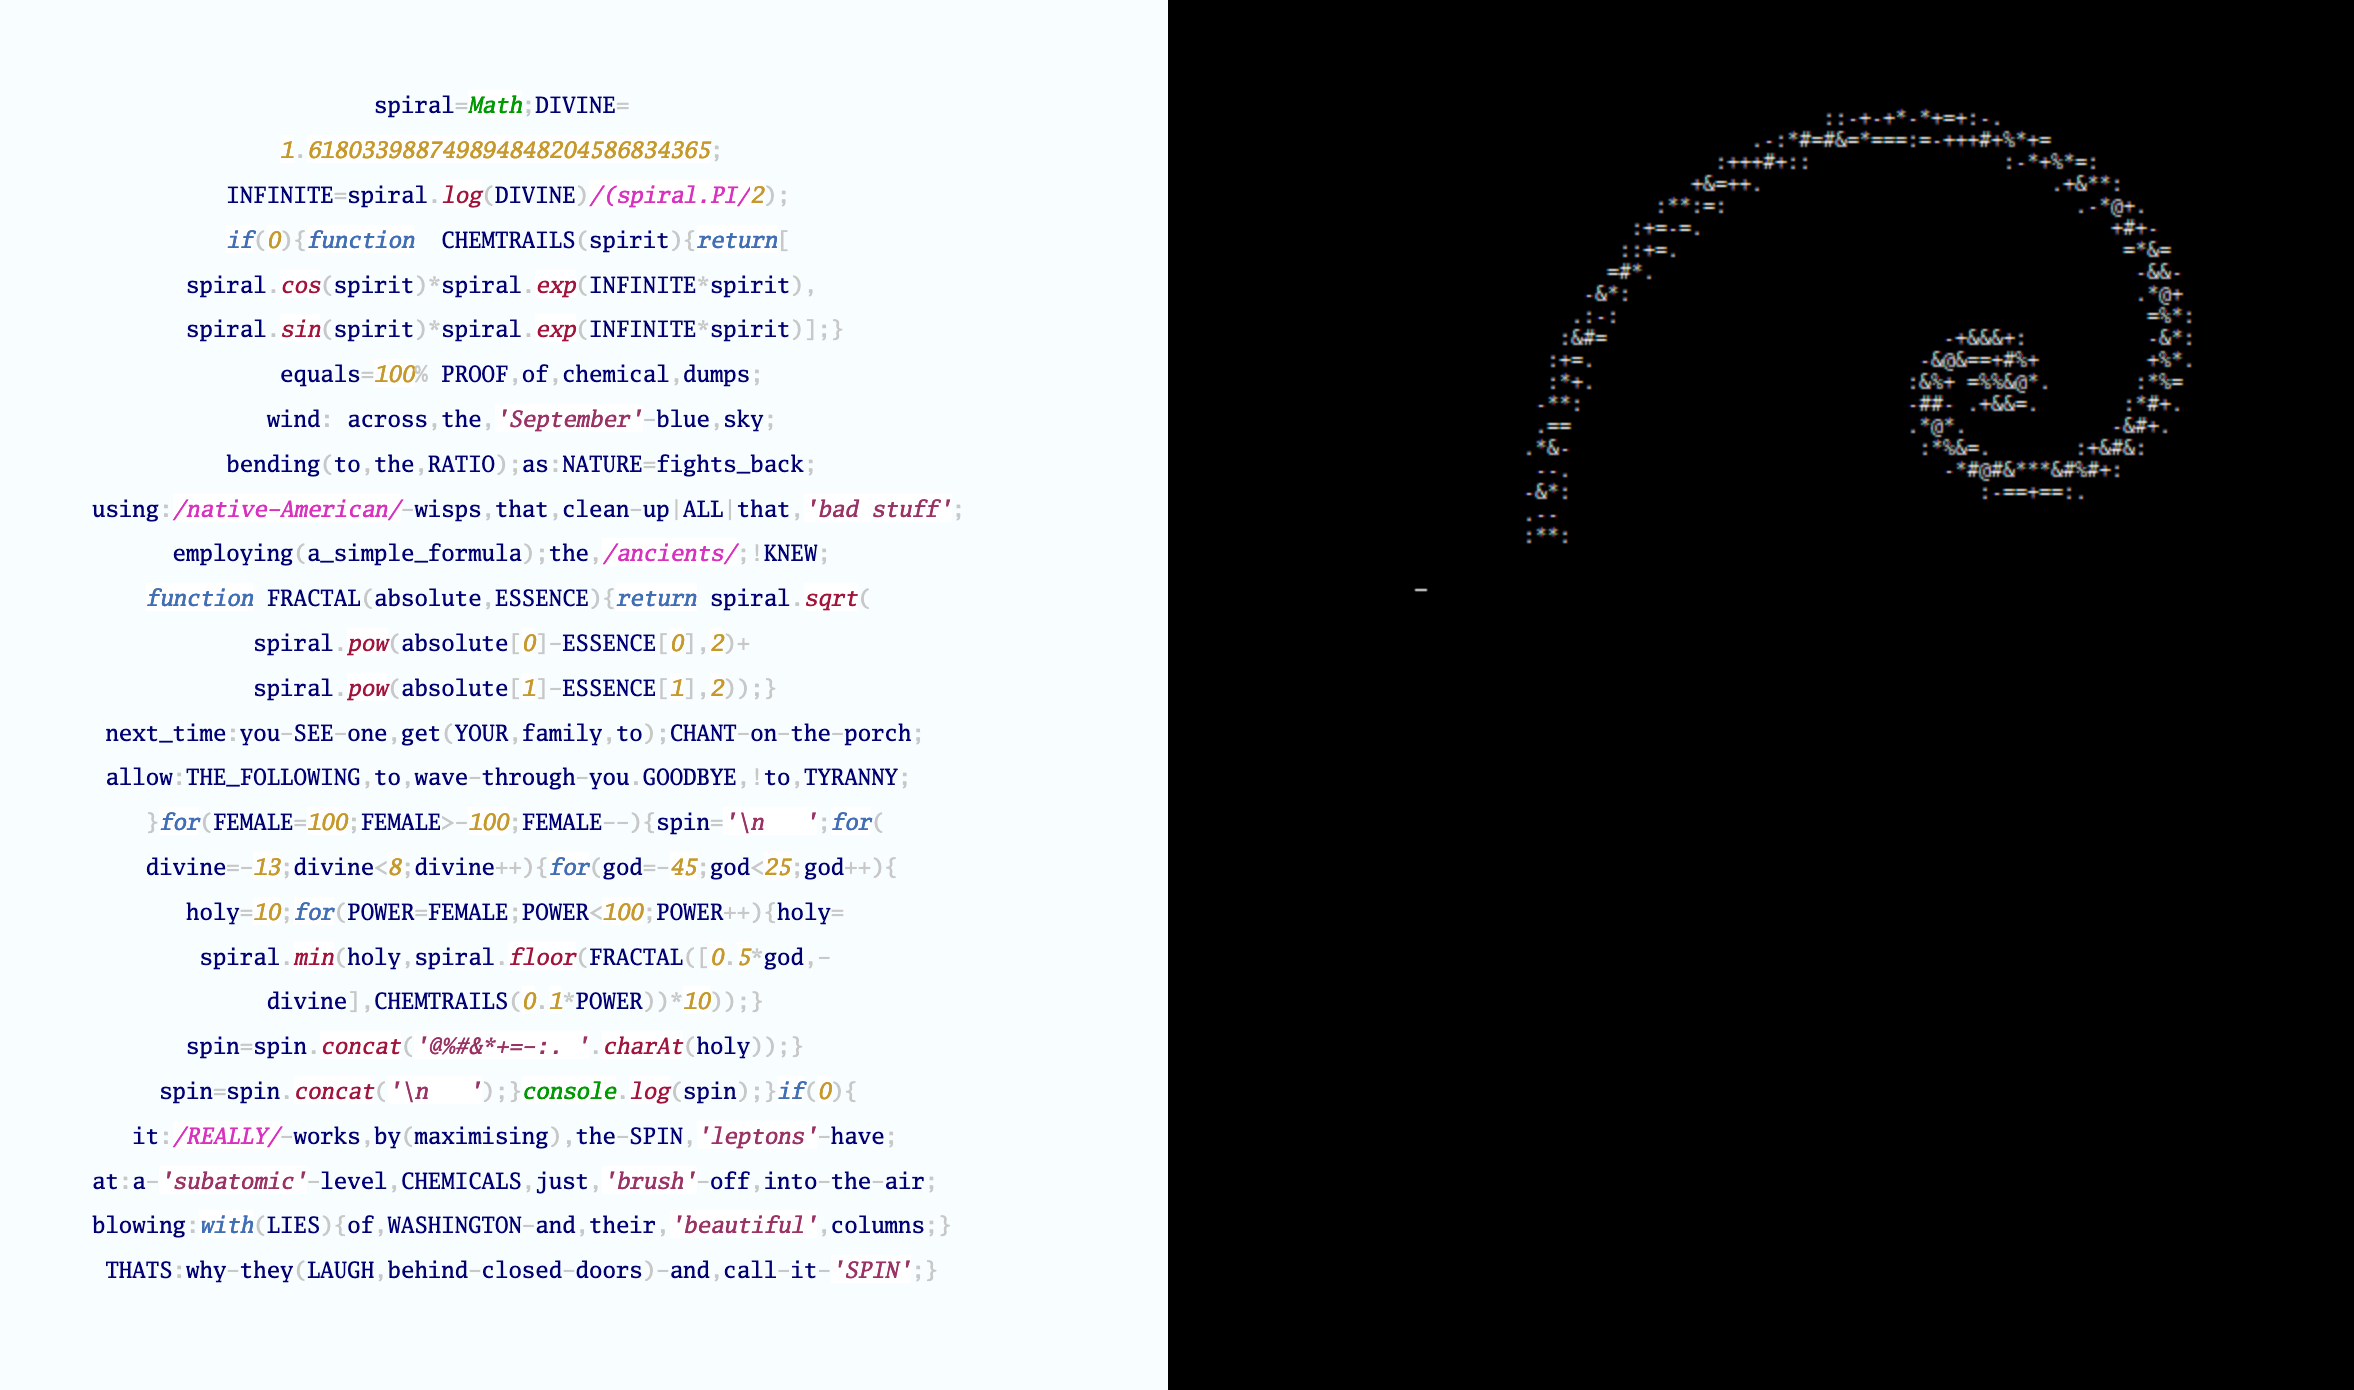 spiral=Math;DIVINE=
1.618033988749894848204586834365;
INFINITE=spiral.log(DIVINE)/(spiral.PI/2);
if(0){function  CHEMTRAILS(spirit){return[
spiral.cos(spirit)*spiral.exp(INFINITE*spirit),
spiral.sin(spirit)*spiral.exp(INFINITE*spirit)];}
equals=100% PROOF,of,chemical,dumps;
wind: across,the,'September'-blue,sky;
bending(to,the,RATIO);as:NATURE=fights_back;
using:/native-American/-wisps,that,clean-up|ALL|that,'bad stuff';
employing(a_simple_formula);the,/ancients/;!KNEW;
function FRACTAL(absolute,ESSENCE){return spiral.sqrt(
spiral.pow(absolute[0]-ESSENCE[0],2)+
spiral.pow(absolute[1]-ESSENCE[1],2));}
next_time:you-SEE-one,get(YOUR,family,to);CHANT-on-the-porch;
allow:THE_FOLLOWING,to,wave-through-you.GOODBYE,!to,TYRANNY;
}for(FEMALE=100;FEMALE>-100;FEMALE--){spin='\n   ';for(
divine=-13;divine<8;divine++){for(god=-45;god<25;god++){
holy=10;for(POWER=FEMALE;POWER<100;POWER++){holy=
spiral.min(holy,spiral.floor(FRACTAL([0.5*god,-
divine],CHEMTRAILS(0.1*POWER))*10));}
spin=spin.concat('@%#&*+=-:. '.charAt(holy));}
spin=spin.concat('\n   ');}console.log(spin);}if(0){
it:/REALLY/-works,by(maximising),the-SPIN,'leptons'-have;
at:a-'subatomic'-level,CHEMICALS,just,'brush'-off,into-the-air;
blowing:with(LIES){of,WASHINGTON-and,their,'beautiful',columns;}
THATS:why-they(LAUGH,behind-closed-doors)-and,call-it-'SPIN';}
::-+-+*-*+=+:-.
.-:*#=#&=*===:=-+++#+%*+=
:+++#+::                 :-*+%*=:
+&=++.                         .+&**:
:**:=:                              .-*@+.
:+=-=.                                   +#+-
::+=.                                      =*&=
=#*.                                         -&&-
-&*:                                           .*@+
.:-:                                             =%*:
:&#=                             -+&&&+:           -&*:
:+=.                            -&@&==+#%+         +%*.
:*+.                           :&%+ =%%&@*.       :*%=
-**:                            -##- .+&&=.       :*#+.
.==                             .*@*.            -&#+.
.*&-                              :*%&=.       :+&#&:
--.                                -*#@#&***&#%#+:
-&*:                                   :-==+==:.
.--
:**:
_